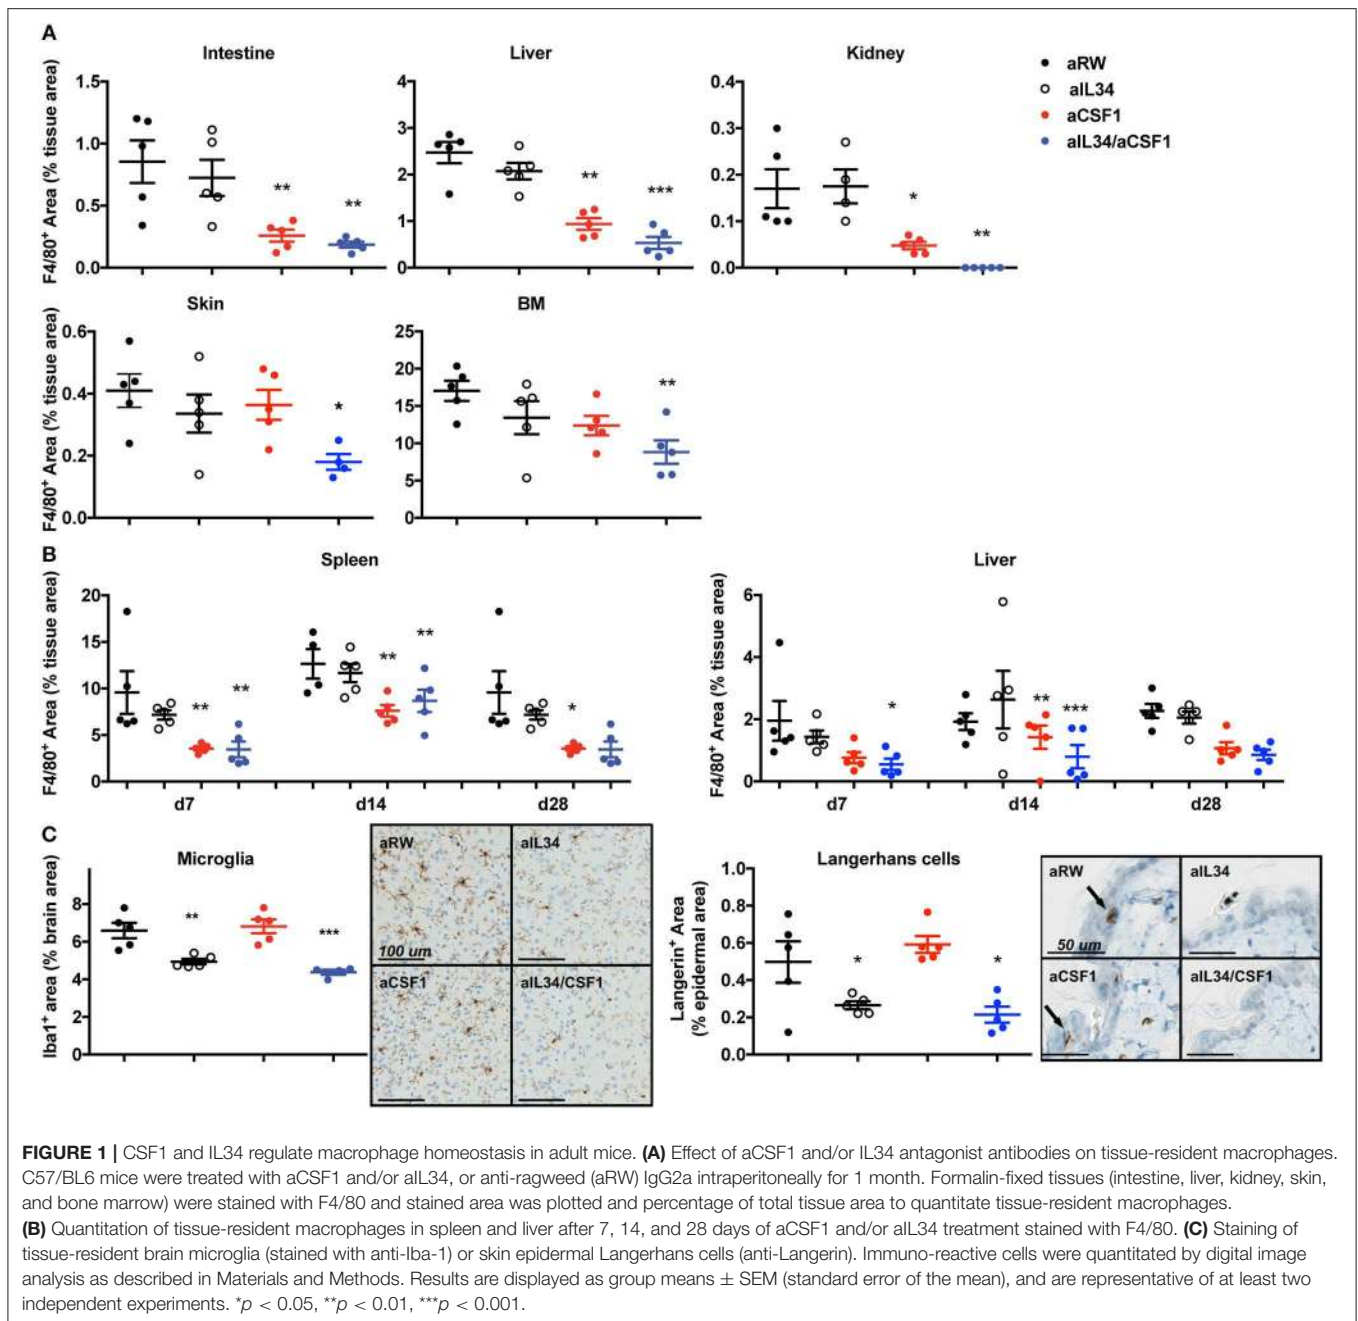 A
Intestine
Liver
Kidney
aRW
aIL34
aCSF1
aIL34/aCSF1
F4/80+ Area (% tissue area)
1.5
1.0
0.5
0.0
**
**
4
3
2
1
0
**
***
0.4
0.3
0.2
0.1
0.0
*
**
Skin
BM
F4/80+ Area (% tissue area)
0.6
0.4
0.2
0.0
*
25
20
15
10
5
0
**
B
Spleen
Liver
F4/80+ Area (% tissue area)
20
15
10
5
0
**
**
**
**
*
d7
d14
d28
F4/80+ Area (% tissue area)
6
4
2
0
*
**
***
d7
d14
d28
C
Microglia
Iba1+ area (% brain area)
8
6
4
2
0
**
***
aRW
aIL34
100 um
aCSF1
aIL34/CSF1
Langerhans cells
Langerin+ Area
(% epidermal area)
1.0
0.8
0.6
0.4
0.2
0.0
*
*
aRW
aIL34
50 um
aCSF1
aIL34/CSF1
FIGURE 1 | CSF1 and IL34 regulate macrophage homeostasis in adult mice. (A) Effect of aCSF1 and/or IL34 antagonist antibodies on tissue-resident macrophages.
C57/BL6 mice were treated with aCSF1 and/or aIL34, or anti-ragweed (aRW) IgG2a intraperitoneally for 1 month. Formalin-fixed tissues (intestine, liver, kidney, skin,
and bone marrow) were stained with F4/80 and stained area was plotted and percentage of total tissue area to quantitate tissue-resident macrophages.
(B) Quantitation of tissue-resident macrophages in spleen and liver after 7, 14, and 28 days of aCSF1 and/or aIL34 treatment stained with F4/80. (C) Staining of
tissue-resident brain microglia (stained with anti-Iba-1) or skin epidermal Langerhans cells (anti-Langerin). Immuno-reactive cells were quantitated by digital image
analysis as described in Materials and Methods. Results are displayed as group means ± SEM (standard error of the mean), and are representative of at least two
independent experiments. *p < 0.05, **p < 0.01, ***p < 0.001.